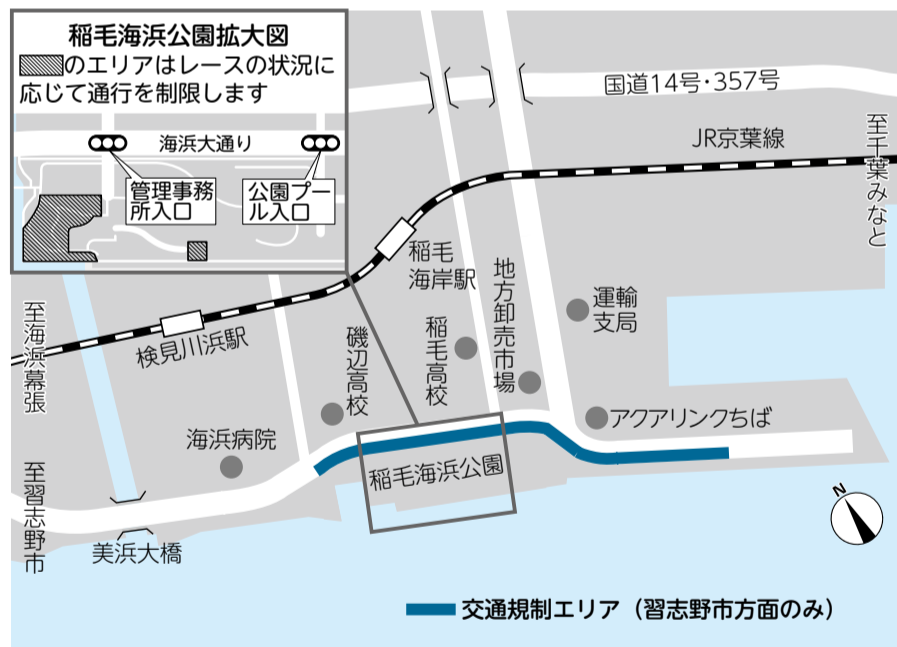 稲毛海浜公園拡大図
のエリアはレースの状況に
応じて通行を制限します
海浜大通り
管理事務
所入口
公園プー
ル入口
国道14号・357号
JR京葉線
至千葉みなと
稲毛
海岸駅
地方卸売市場
運輸
支局
至海浜幕張
検見川浜駅
磯辺高校
稲毛高校
海浜病院
アクアリンクちば
稲毛海浜公園
至習志野市
美浜大橋
N
交通規制エリア（習志野市方面のみ）